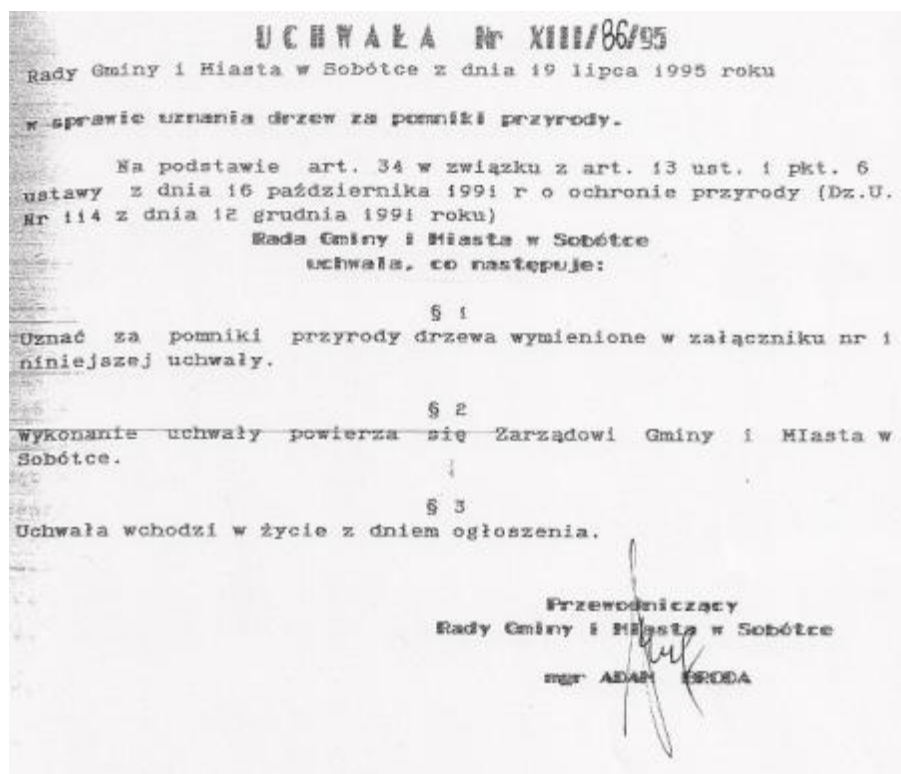 UCHWAŁA Nr XIII/86/95
Rady Gminy i Miasta w Sobótce z dnia 19 lipca 1995 roku
w sprawie uznania drzew za pomniki przyrody.
Na podstawie art. 34 w związku z art. 13 ust. 1 pkt. 6
ustawy z dnia 16 października 1991 r o ochronie przyrody (Dz.U.
Nr 114 z dnia 12 grudnia 1991 roku)
Rada Gminy i Miasta w Sobótce
uchwala, co następuje:
§ 1
Uznać za pomniki przyrody drzewa wymienione w załączniku nr 1
niniejszej uchwały.
§ 2
Wykonanie uchwały powierza się Zarządowi Gminy i MIasta w
Sobótce.
§ 3
Uchwała wchodzi w życie z dniem ogłoszenia.
Przewodniczący
Rady Gminy i Miasta w Sobótce
mgr ADAM BRODA